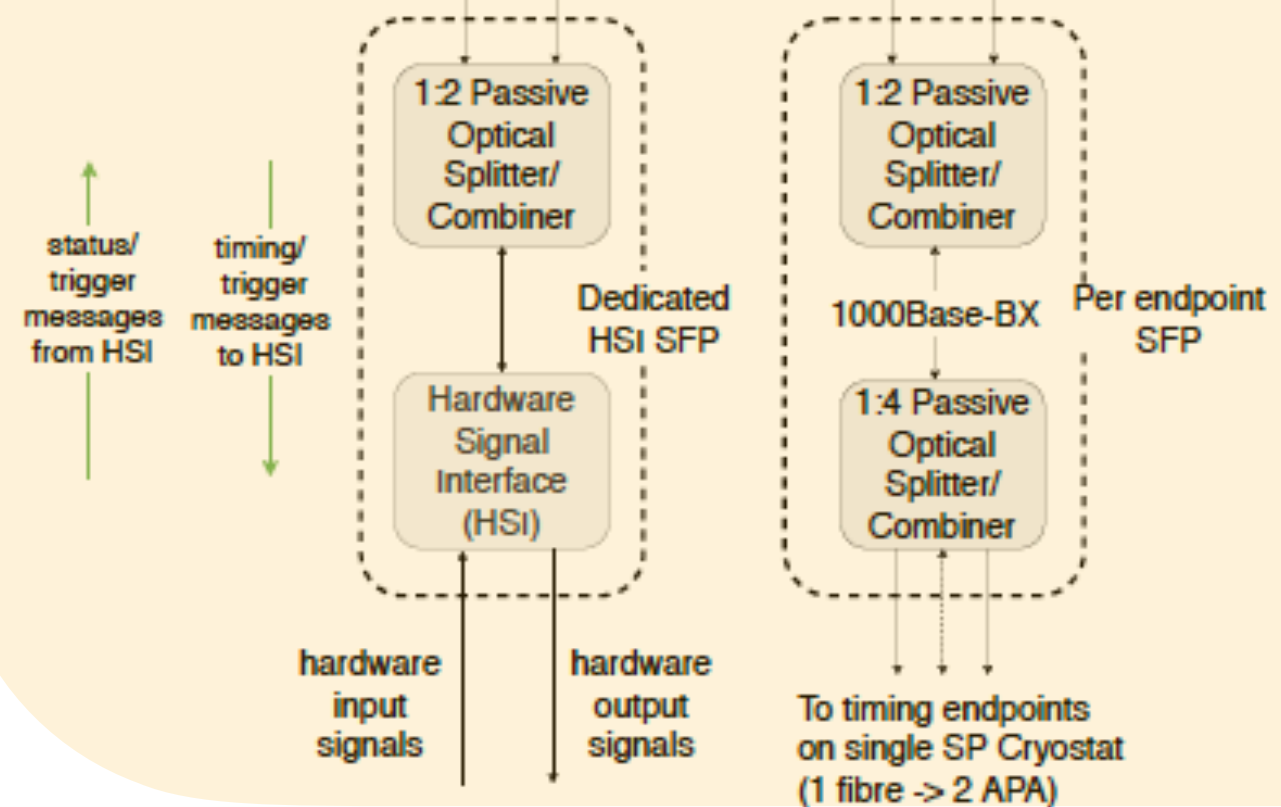 1:2 Passive
Optical
Splitter/
Combiner
1:2 Passive
Optical
Splitter/
Combiner
status/
trigger
messages
from HSI
timing/
trigger
messages
to HSI
Dedicated
HSI SFP
1000Base-BX
Per endpoint
SFP
Hardware
Signal
Interface
(HSI)
1:4 Passive
Optical
Splitter/
Combiner
hardware
input
signals
hardware
output
signals
To timing endpoints
on single SP Cryostat
(1 fibre -> 2 APA)